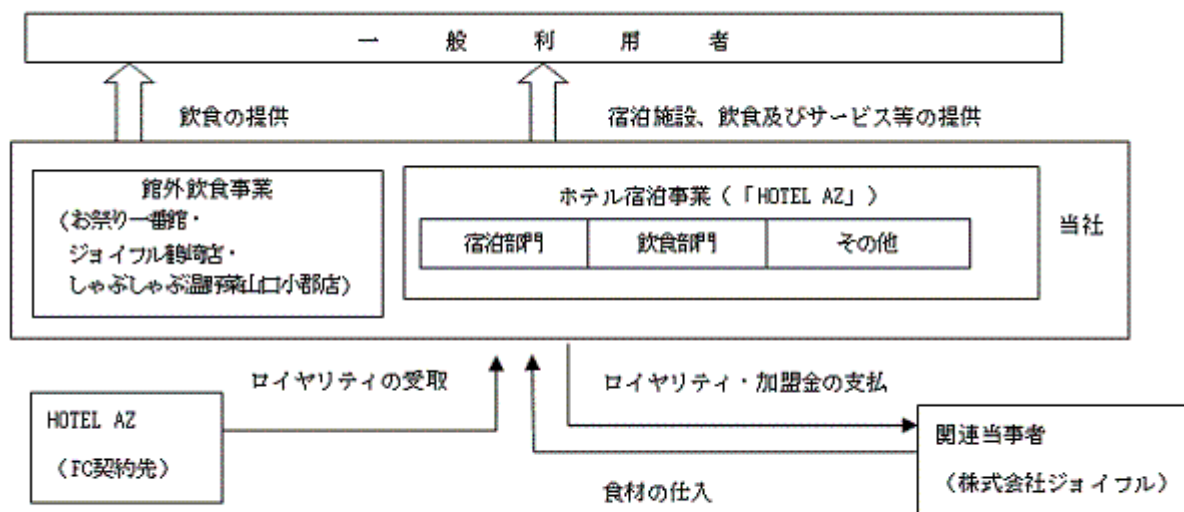 一般利用者
飲食の提供
宿泊施設、飲食及びサービス等の提供
館外飲食事業
(お祭り一番館・
ジョイフル鶴崎店・
しゃぶしゃぶ温野菜山口小郡店)
ホテル宿泊事業(「HOTEL AZ」)
宿泊部門
飲食部門
その他
当社
ロイヤリティの受取
ロイヤリティ・加盟金の支払
HOTEL AZ
(FC契約先)
関連当事者
(株式会社ジョイフル)
食材の仕入